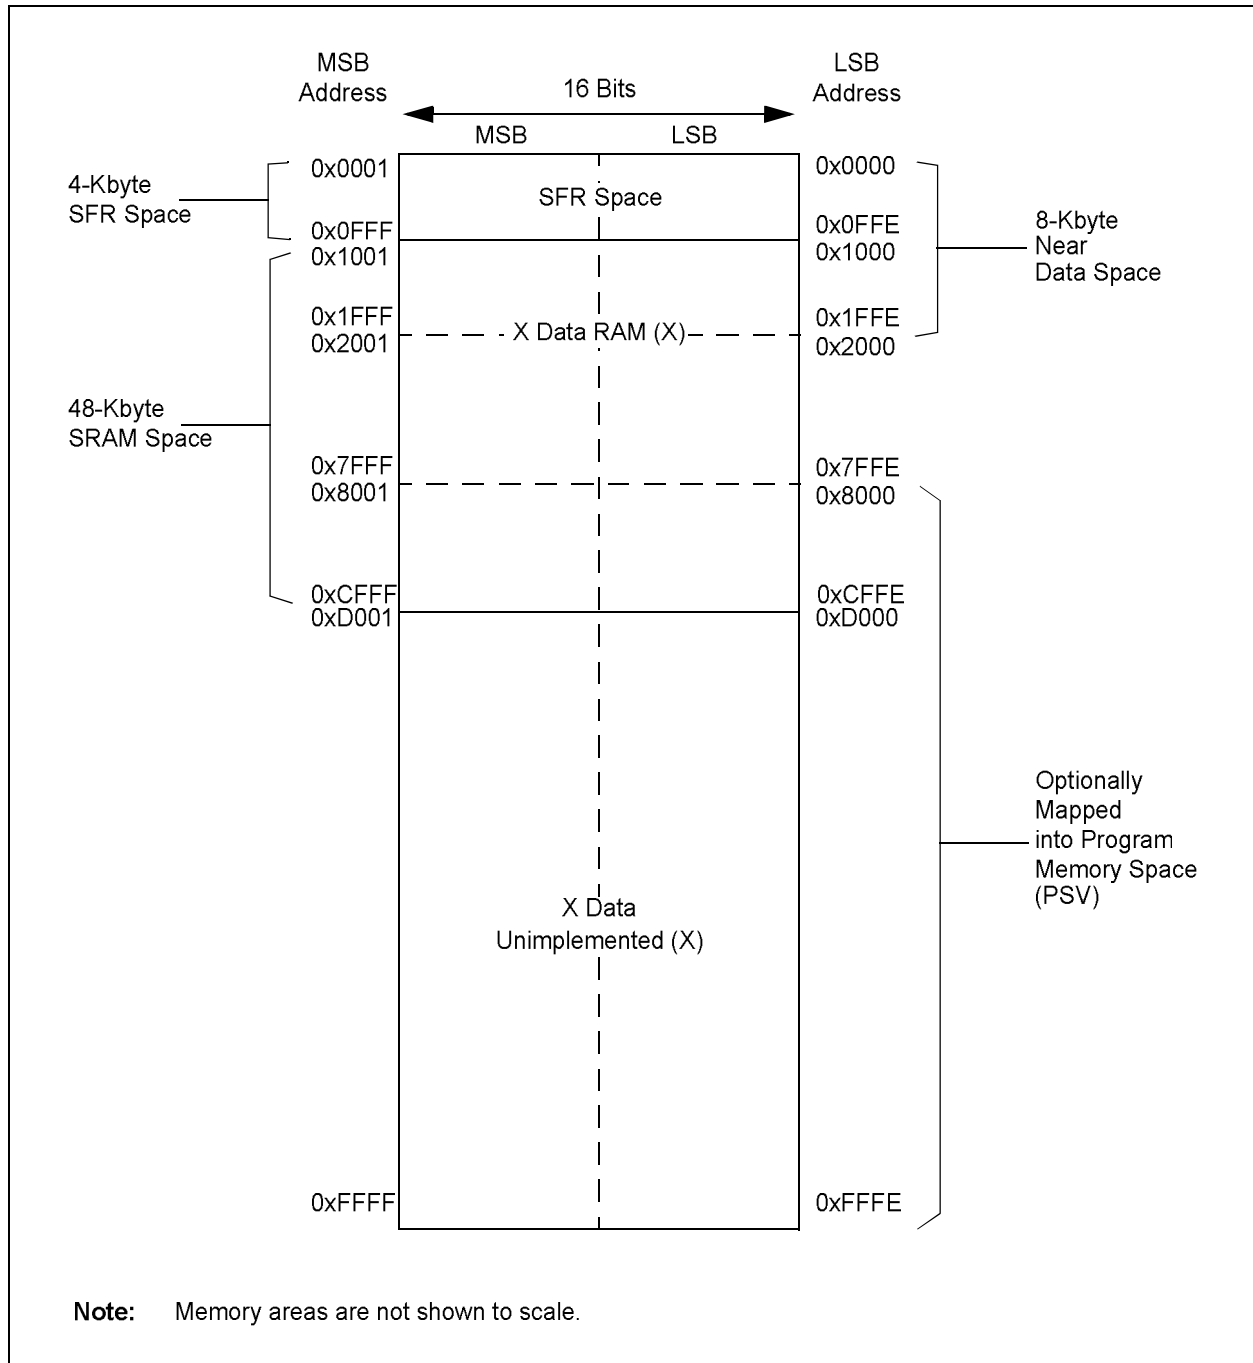 MSB
Address
LSB
Address
16 Bits
MSB
LSB
4-Kbyte
SFR Space
0x0001
0x0FFF
0x1001
SFR Space
0x0000
0x0FFE
0x1000
8-Kbyte
Near
Data Space
0x1FFF
0x2001
X Data RAM (X)
0x1FFE
0x2000
48-Kbyte
SRAM Space
0x7FFF
0x8001
0x7FFE
0x8000
0xCFFF
0xD001
0xCFFE
0xD000
Optionally
Mapped
into Program
Memory Space
(PSV)
X Data
Unimplemented (X)
0xFFFF
0xFFFE
Note: Memory areas are not shown to scale.